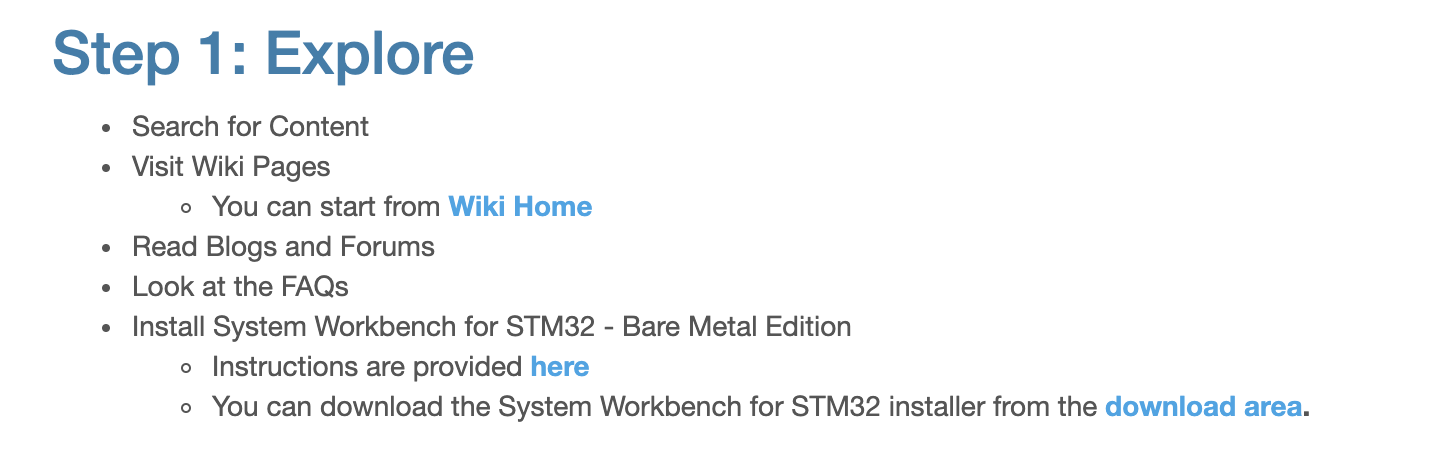 Step 1: Explore
Search for Content
Visit Wiki Pages
You can start from Wiki Home
Read Blogs and Forums
Look at the FAQs
Install System Workbench for STM32 - Bare Metal Edition
Instructions are provided here
You can download the System Workbench for STM32 installer from the download area.